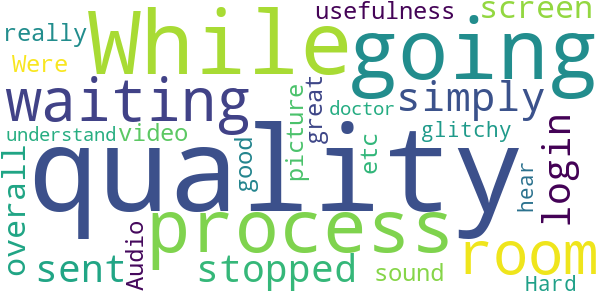 usefulness
screen
really
While
going
Were
waiting
picture
great
simply
doctor
understand
video
quality
good
etc
glitchy
login
overall
hear
process
room
Audio
sent
stopped
sound
Hard